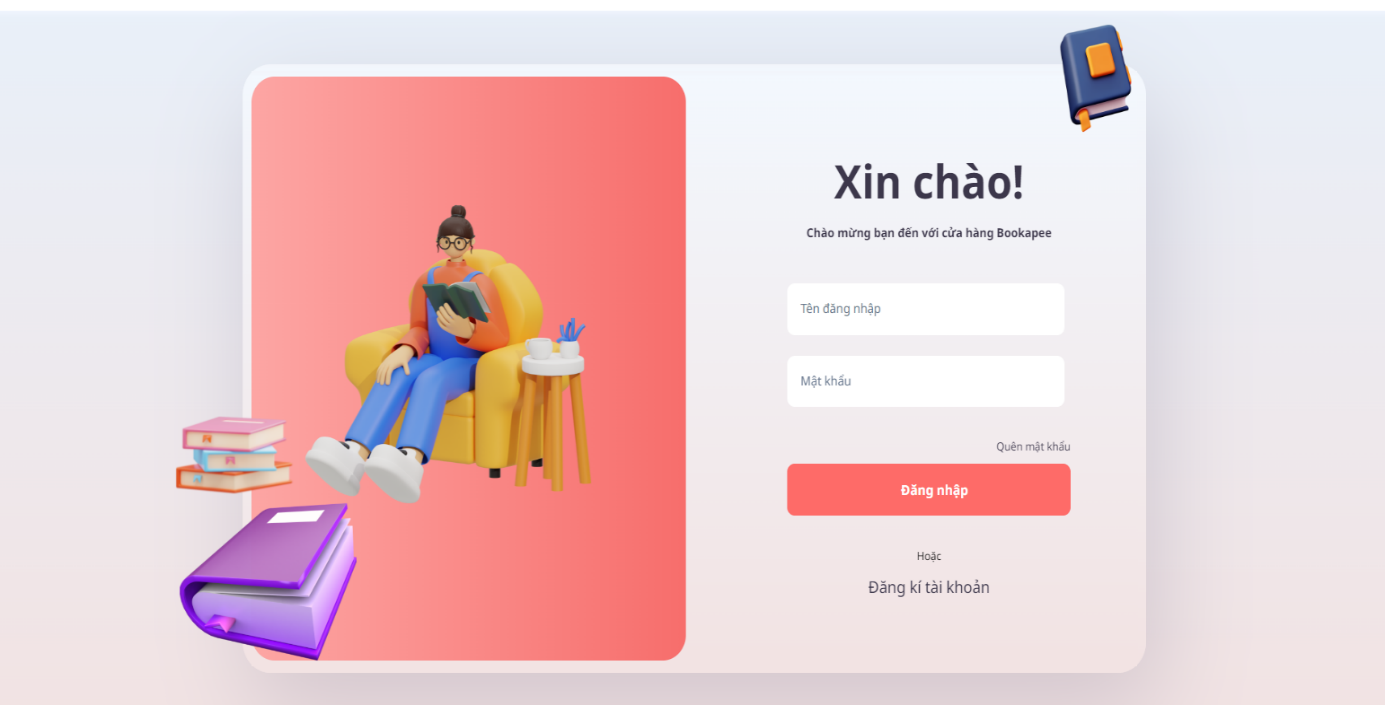 Xin chào!
Chào mừng bạn đến với cửa hàng Bookapee
Tên đăng nhập
Mật khẩu
Quên mật khẩu
Đăng nhập
Hoặc
Đăng kí tài khoản